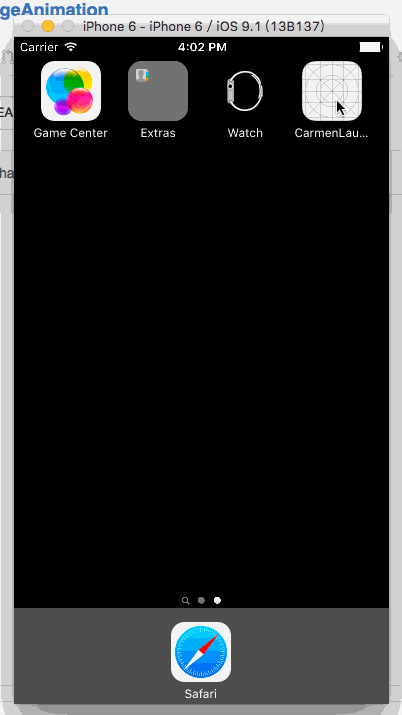 geAnimation
iPhone 6 - iPhone 6 / iOS 9.1 (13B137)
Carrier 4:02 PM
EA
ha
Game Center Extras Watch CarmenLau...
Safari